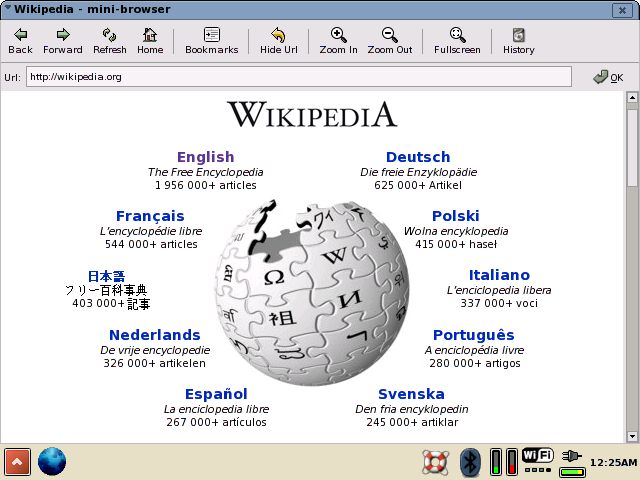 Wikipedia - mini-browser
Back Forward Refresh Home Bookmarks Hide Url Zoom In Zoom Out Fullscreen History
Url: http://wikipedia.org OK
WIKIPEDIA
English
The Free Encyclopedia
1 956 000+ articles
Deutsch
Die freie Enzyklopädie
625 000+ Artikel
Français
L'encyclopédie libre
544 000+ articles
Polski
Wolna encyklopedia
415 000+ haseł
日本語
フリー百科事典
403 000+ 記事
Italiano
L'enciclopedia libera
337 000+ voci
Nederlands
De vrije encyclopedie
326 000+ artikelen
Português
A enciclopédia livre
280 000+ artigos
Español
La enciclopedia libre
267 000+ artículos
Svenska
Den fria encyklopedin
245 000+ artiklar
Ω W
И
祖
WiFi
12:25AM